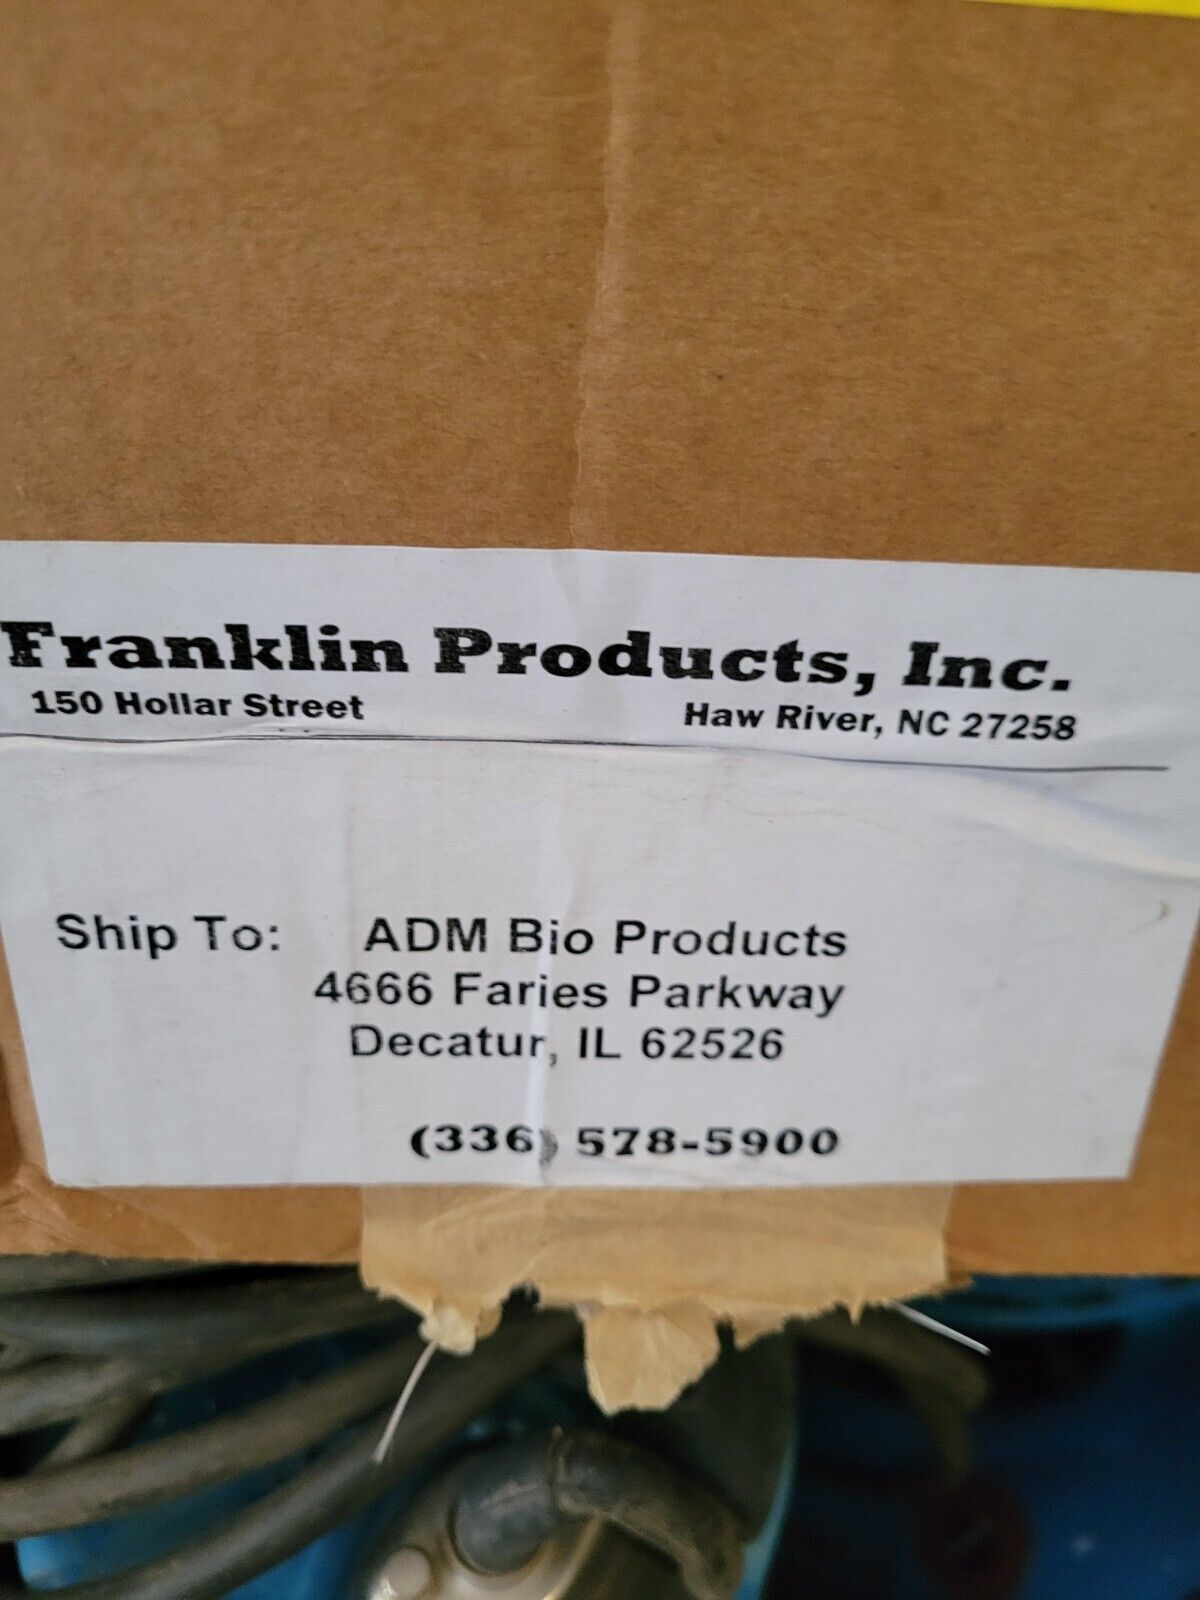 Franklin Products, Inc.
150 Hollar Street Haw River, NC 27258
Ship To: ADM Bio Products
4666 Faries Parkway
Decatur, IL 62526
(336) 578-5900